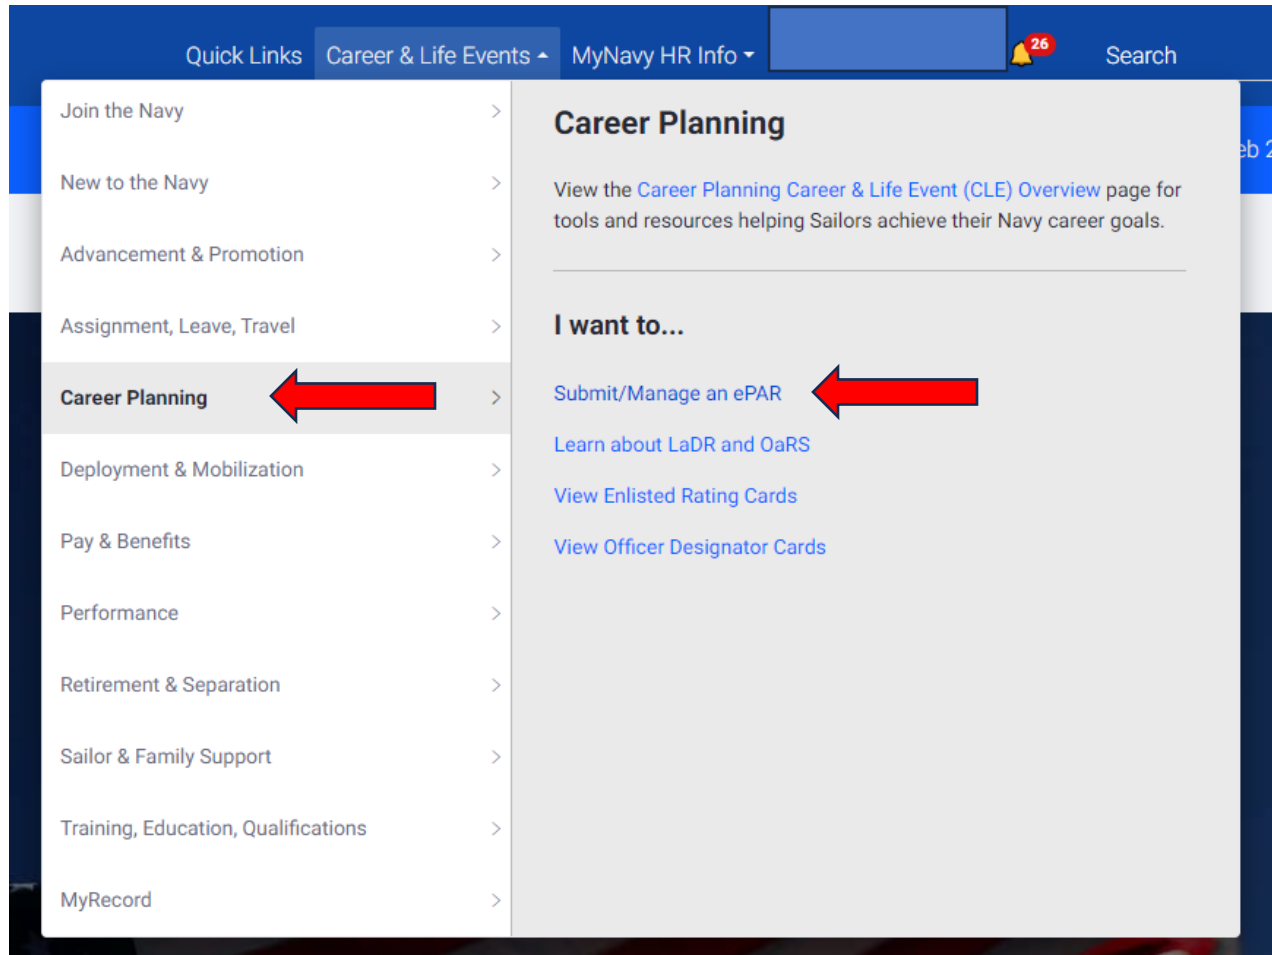 Quick Links Career & Life Events MyNavy HR Info 26 Search
Join the Navy
New to the Navy
Advancement & Promotion
Assignment, Leave, Travel
Career Planning
Deployment & Mobilization
Pay & Benefits
Performance
Retirement & Separation
Sailor & Family Support
Training, Education, Qualifications
MyRecord
Career Planning
View the Career Planning Career & Life Event (CLE) Overview page for
tools and resources helping Sailors achieve their Navy career goals.
I want to...
Submit/Manage an ePAR
Learn about LaDR and OaRS
View Enlisted Rating Cards
View Officer Designator Cards